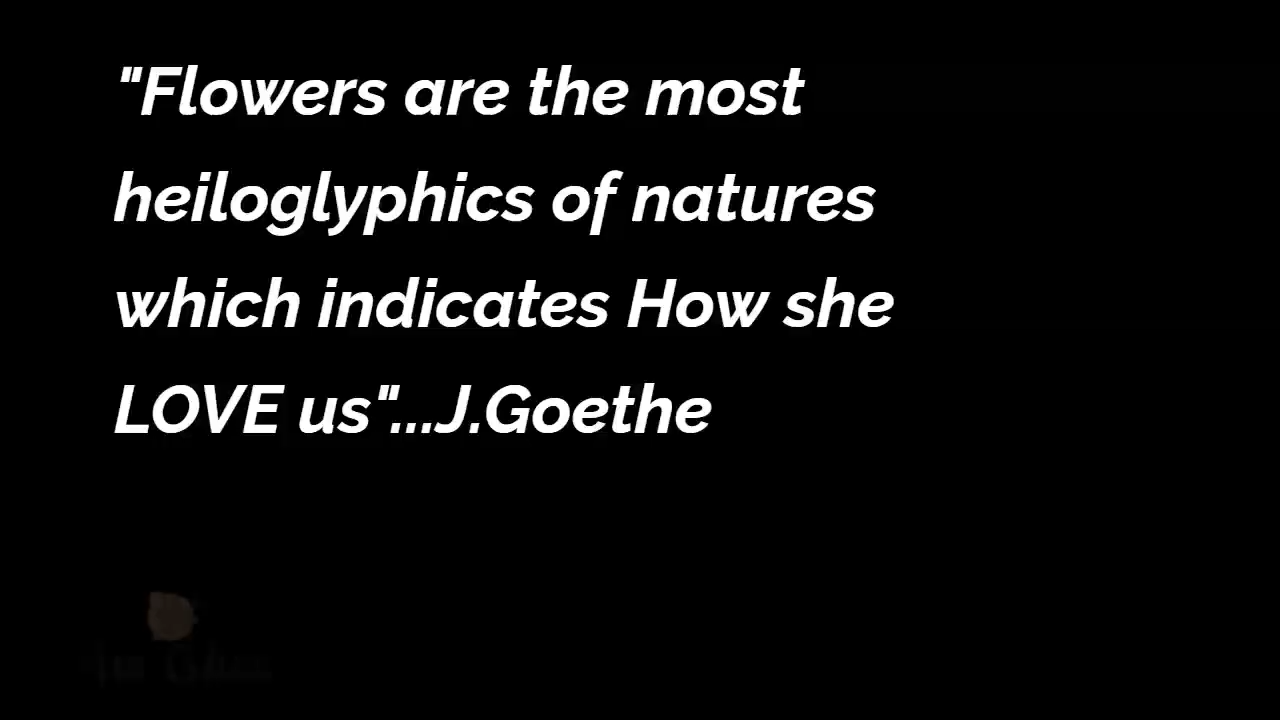 "Flowers are the most
heiloglyphics of natures
which indicates How she
LOVE us"...J.Goethe